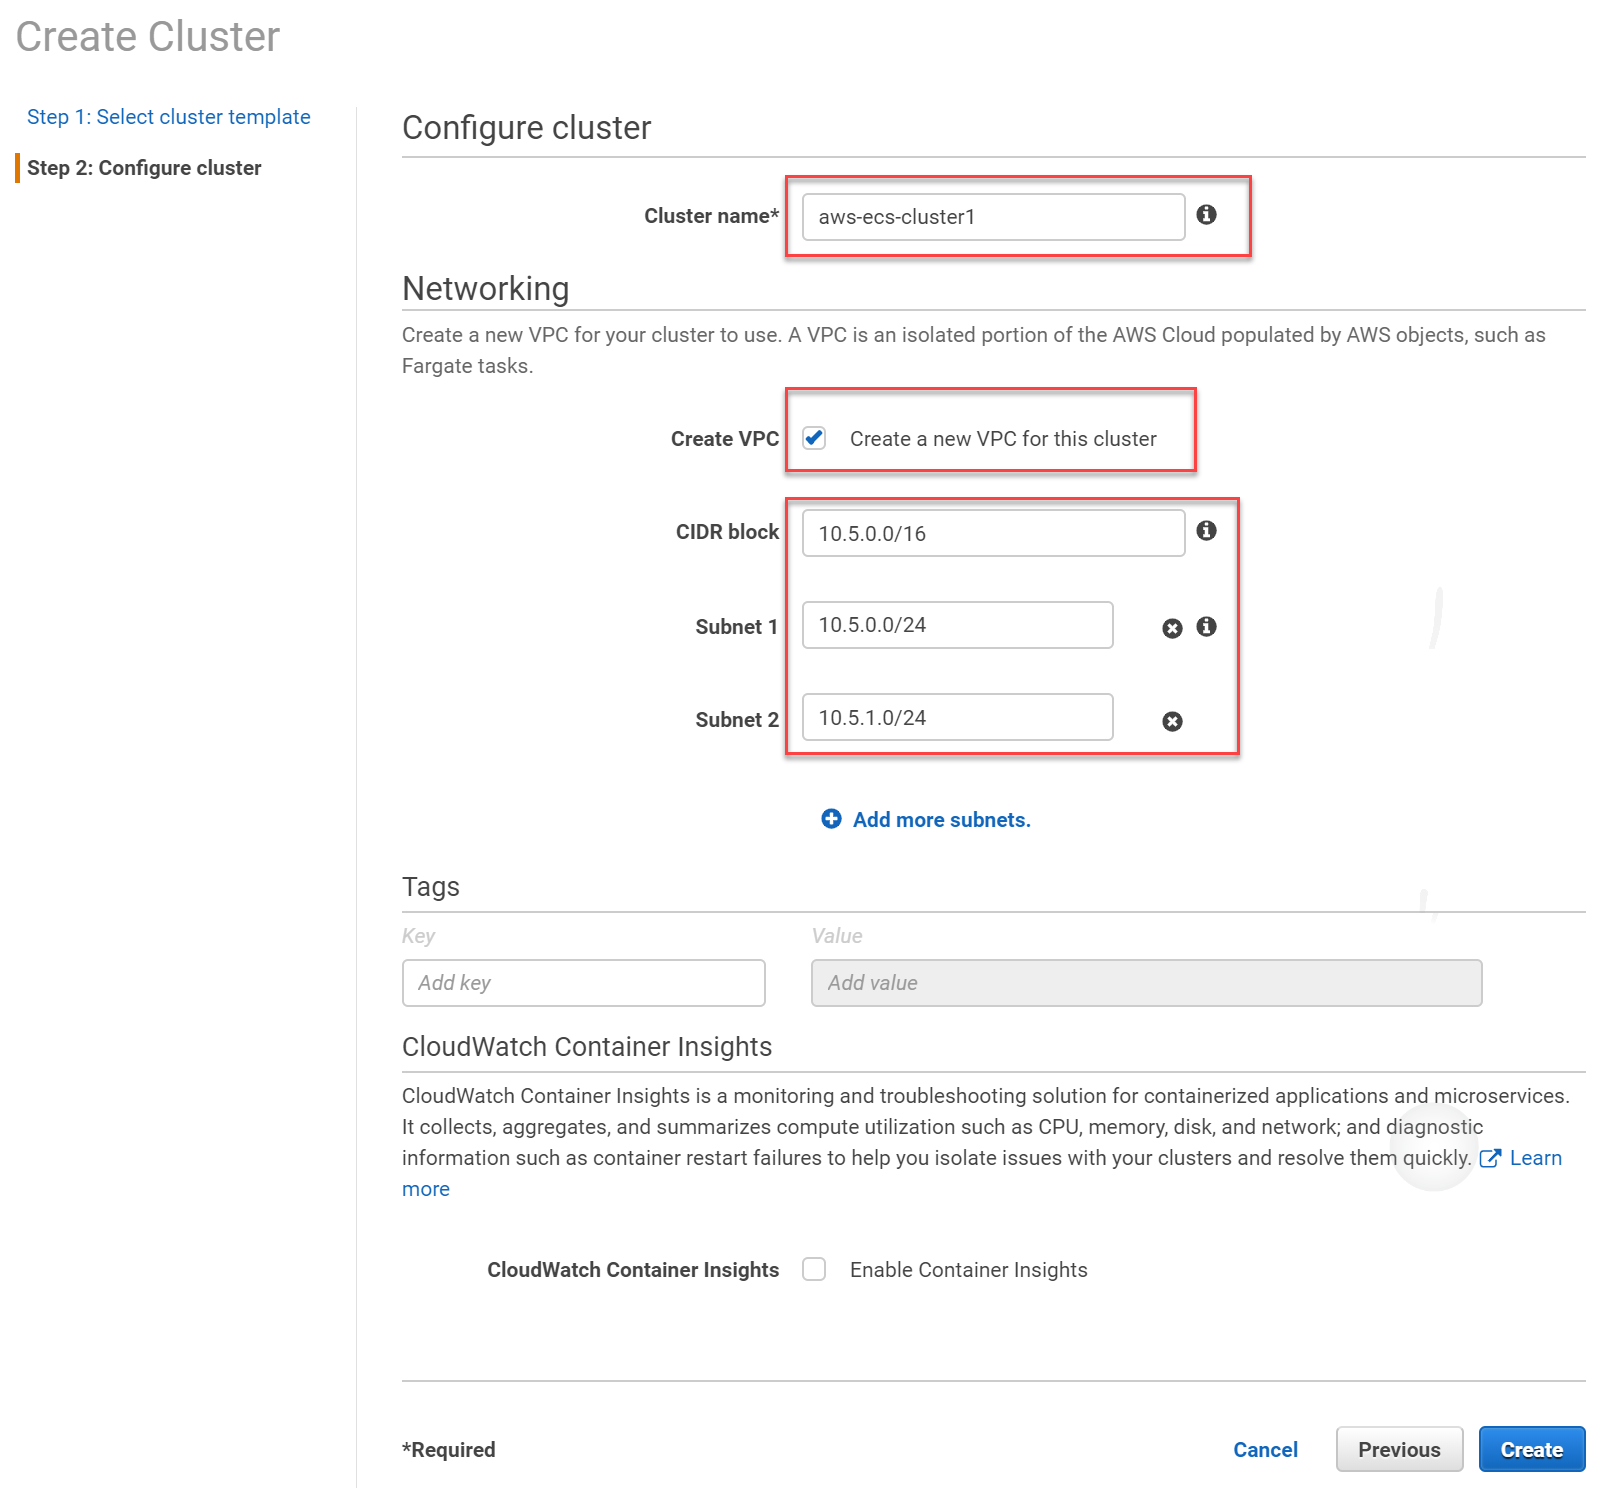 Create Cluster
Step 1: Select cluster template
Step 2: Configure cluster
Configure cluster
Cluster name* aws-ecs-cluster1
Networking
Create a new VPC for your cluster to use. A VPC is an isolated portion of the AWS Cloud populated by AWS objects, such as
Fargate tasks.
Create VPC Create a new VPC for this cluster
CIDR block 10.5.0.0/16
Subnet 1 10.5.0.0/24
Subnet 2 10.5.1.0/24
Add more subnets.
Tags
Key Value
Add key Add value
CloudWatch Container Insights
CloudWatch Container Insights is a monitoring and troubleshooting solution for containerized applications and microservices.
It collects, aggregates, and summarizes compute utilization such as CPU, memory, disk, and network; and diagnostic
information such as container restart failures to help you isolate issues with your clusters and resolve them quickly. Learn
more
CloudWatch Container Insights Enable Container Insights
*Required Cancel Previous Create